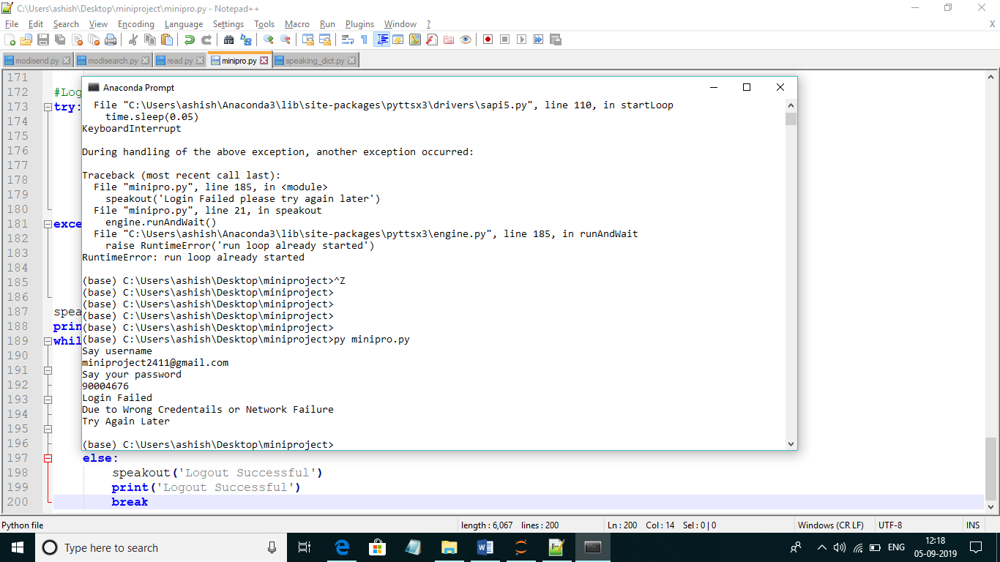 C:\Users\ashish\Desktop\miniproject\minipro.py - Notepad++
File Edit Search View Encoding Language Settings Tools Macro Run Plugins Window ? X
modisend.py modisearch.py read.py minipro.py speaking_dict.py
171
172 #Log
173 try:
174
175
176
177
178
179
180
181 exce
182
183
184
185
186
187 spea
188 prin
189 whil
190
191
192
193
194
195
196
197 else:
198 speakout('Logout Successful')
199 print('Logout Successful')
200 break
Anaconda Prompt
File "C:\Users\ashish\Anaconda3\lib\site-packages\pyttsx3\drivers\sapi5.py", line 110, in startLoop
time.sleep(0.05)
KeyboardInterrupt
During handling of the above exception, another exception occurred:
Traceback (most recent call last):
File "minipro.py", line 185, in <module>
speakout('Login Failed please try again later')
File "minipro.py", line 21, in speakout
engine.runAndWait()
File "C:\Users\ashish\Anaconda3\lib\site-packages\pyttsx3\engine.py", line 185, in runAndWait
raise RuntimeError('run loop already started')
RuntimeError: run loop already started
(base) C:\Users\ashish\Desktop\miniproject>^Z
(base) C:\Users\ashish\Desktop\miniproject>
(base) C:\Users\ashish\Desktop\miniproject>
(base) C:\Users\ashish\Desktop\miniproject>
(base) C:\Users\ashish\Desktop\miniproject>
(base) C:\Users\ashish\Desktop\miniproject>py minipro.py
Say username
miniproject2411@gmail.com
Say your password
90004676
Login Failed
Due to Wrong Credentails or Network Failure
Try Again Later
(base) C:\Users\ashish\Desktop\miniproject>
Python file length : 6,067 lines : 200 Ln : 200 Col : 14 Sel : 0 | 0 Windows (CR LF) UTF-8 INS
Type here to search
ENG
12:18
05-09-2019